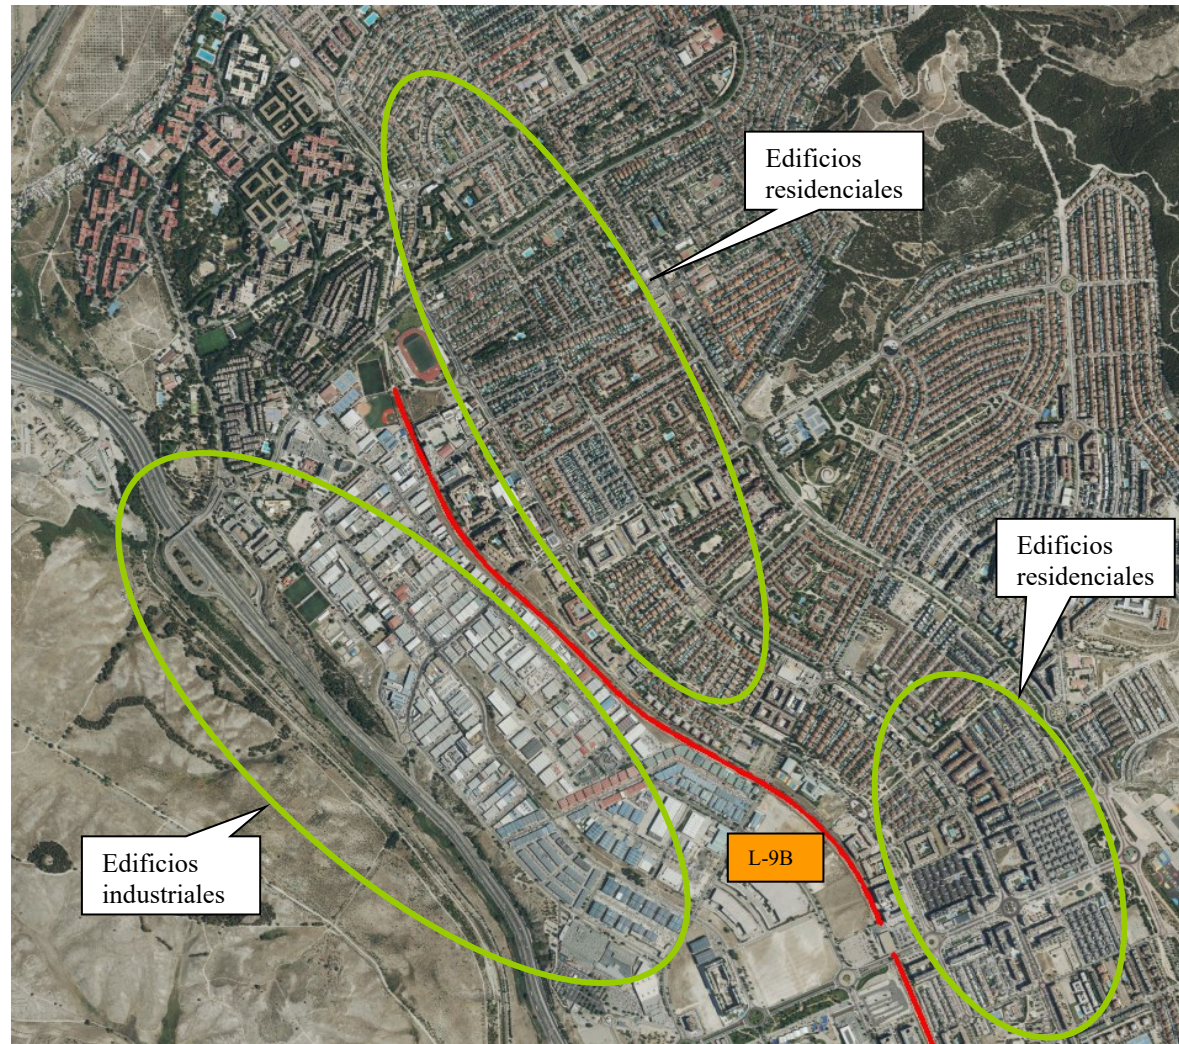 Edificios
residenciales
Edificios
residenciales
L-9B
Edificios
industriales